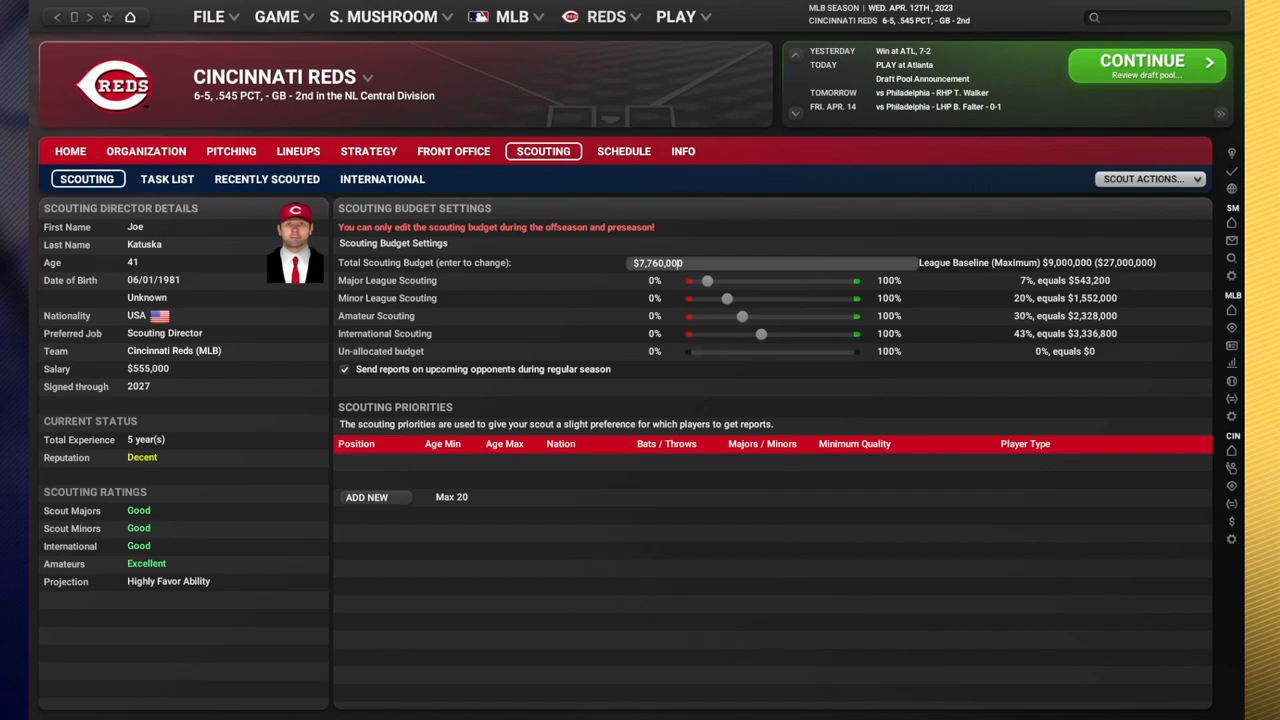 FILE GAME S. MUSHROOM MLB REDS PLAY
MLB SEASON | WED. APR. 12TH , 2023
CINCINNATI REDS 6-5, .545 PCT, - GB - 2nd
REDS
CINCINNATI REDS
6-5, .545 PCT, - GB - 2nd in the NL Central Division
YESTERDAY Win at ATL, 7-2
TODAY PLAY at Atlanta
Draft Pool Announcement
TOMORROW vs Philadelphia - RHP T. Walker
FRI. APR. 14 vs Philadelphia - LHP B. Falter - 0-1
CONTINUE
Review draft pool...
HOME ORGANIZATION PITCHING LINEUPS STRATEGY FRONT OFFICE SCOUTING SCHEDULE INFO
SCOUTING TASK LIST RECENTLY SCOUTED INTERNATIONAL SCOUT ACTIONS...
SCOUTING DIRECTOR DETAILS
First Name Joe
Last Name Katuska
Age 41
Date of Birth 06/01/1981
Unknown
Nationality USA
Preferred Job Scouting Director
Team Cincinnati Reds (MLB)
Salary $555,000
Signed through 2027
CURRENT STATUS
Total Experience 5 year(s)
Reputation Decent
SCOUTING RATINGS
Scout Majors Good
Scout Minors Good
International Good
Amateurs Excellent
Projection Highly Favor Ability
SCOUTING BUDGET SETTINGS
You can only edit the scouting budget during the offseason and preseason!
Scouting Budget Settings
Total Scouting Budget (enter to change): $7,760,000 League Baseline (Maximum) $9,000,000 ($27,000,000)
Major League Scouting 0% 100% 7%, equals $543,200
Minor League Scouting 0% 100% 20%, equals $1,552,000
Amateur Scouting 0% 100% 30%, equals $2,328,000
International Scouting 0% 100% 43%, equals $3,336,800
Un-allocated budget 0% 100% 0%, equals $0
Send reports on upcoming opponents during regular season
SCOUTING PRIORITIES
The scouting priorities are used to give your scout a slight preference for which players to get reports.
Position Age Min Age Max Nation Bats / Throws Majors / Minors Minimum Quality Player Type
ADD NEW Max 20
SM
MLB
CIN